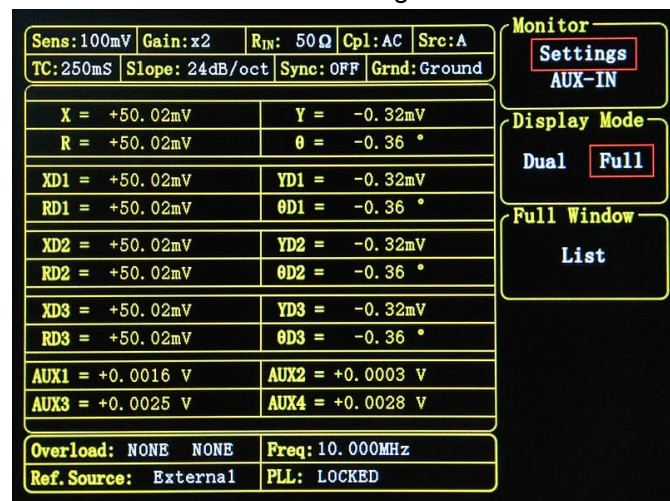 Sens:100mV Gain:x2 RIN: 50Ω Cpl:AC Src:A
TC:250mS Slope: 24dB/oct Sync:OFF Grnd:Ground
X = +50.02mV Y = -0.32mV
R = +50.02mV θ = -0.36 °
XD1 = +50.02mV YD1 = -0.32mV
RD1 = +50.02mV θD1 = -0.36 °
XD2 = +50.02mV YD2 = -0.32mV
RD2 = +50.02mV θD2 = -0.36 °
XD3 = +50.02mV YD3 = -0.32mV
RD3 = +50.02mV θD3 = -0.36 °
AUX1 = +0.0016 V AUX2 = +0.0003 V
AUX3 = +0.0025 V AUX4 = +0.0028 V
Overload: NONE NONE Freq:10.000MHz
Ref.Source: External PLL: LOCKED
Monitor
Settings
AUX-IN
Display Mode
Dual Full
Full Window
List